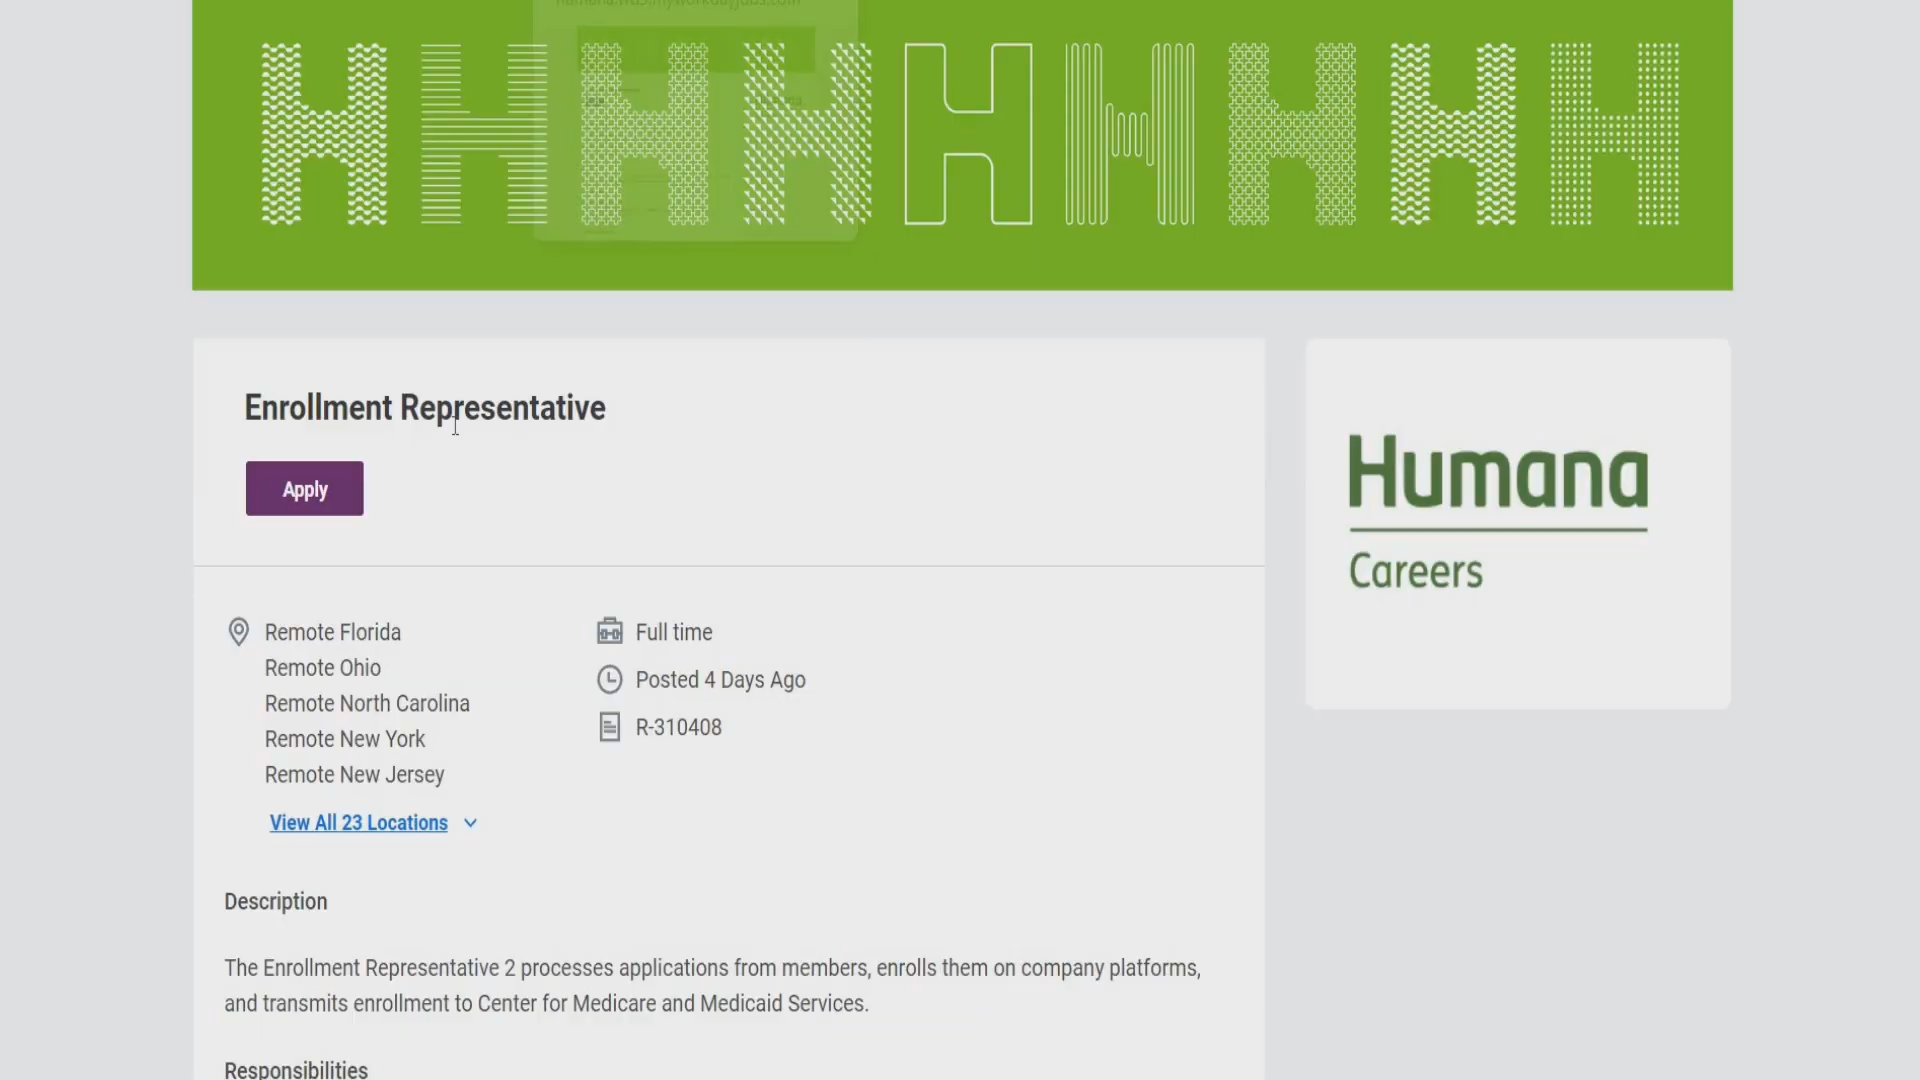 Enrollment Representative
Apply
Humana
Careers
Remote Florida
Remote Ohio
Remote North Carolina
Remote New York
Remote New Jersey
View All 23 Locations
Full time
Posted 4 Days Ago
R-310408
Description
The Enrollment Representative 2 processes applications from members, enrolls them on company platforms,
and transmits enrollment to Center for Medicare and Medicaid Services.
Responsibilities